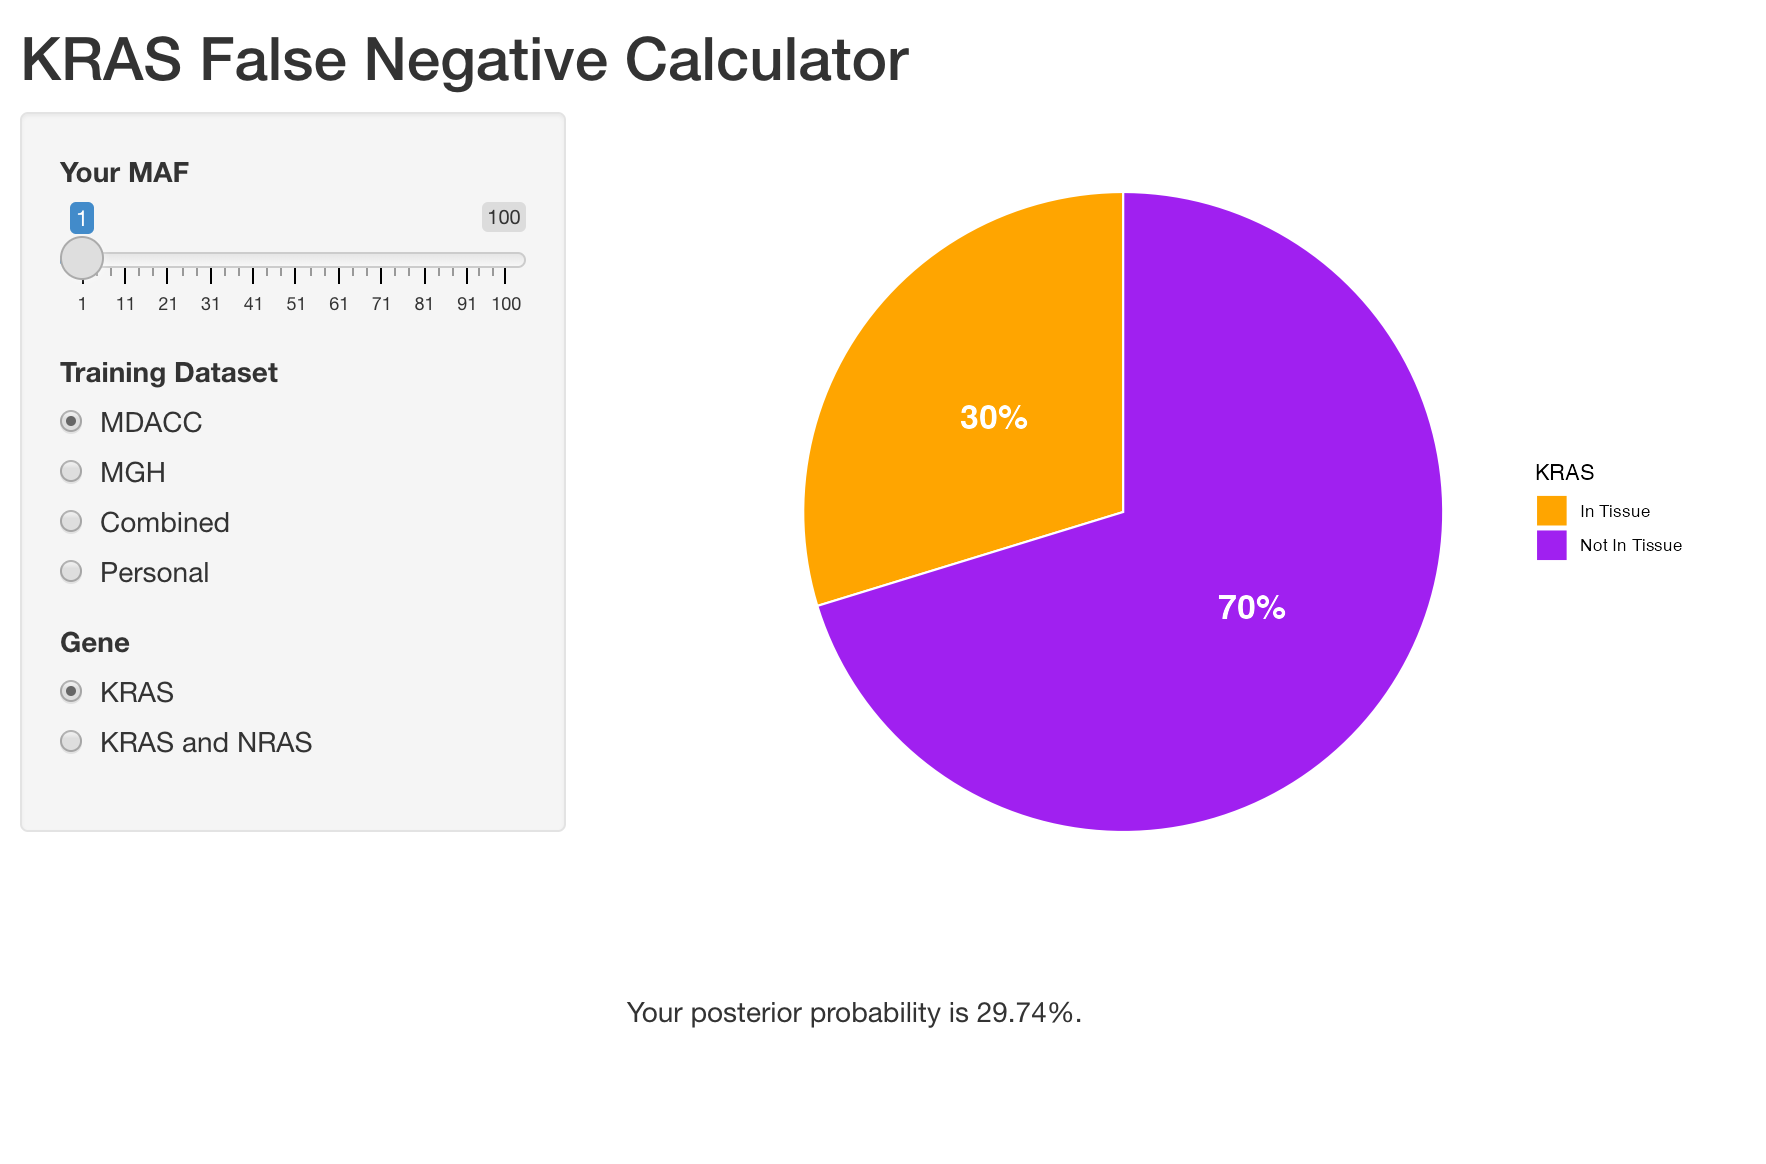 KRAS False Negative Calculator
Your MAF
1 100
1 11 21 31 41 51 61 71 81 91 100
Training Dataset
MDACC
MGH
Combined
Personal
Gene
KRAS
KRAS and NRAS
30%
70%
KRAS
In Tissue
Not In Tissue
Your posterior probability is 29.74%.